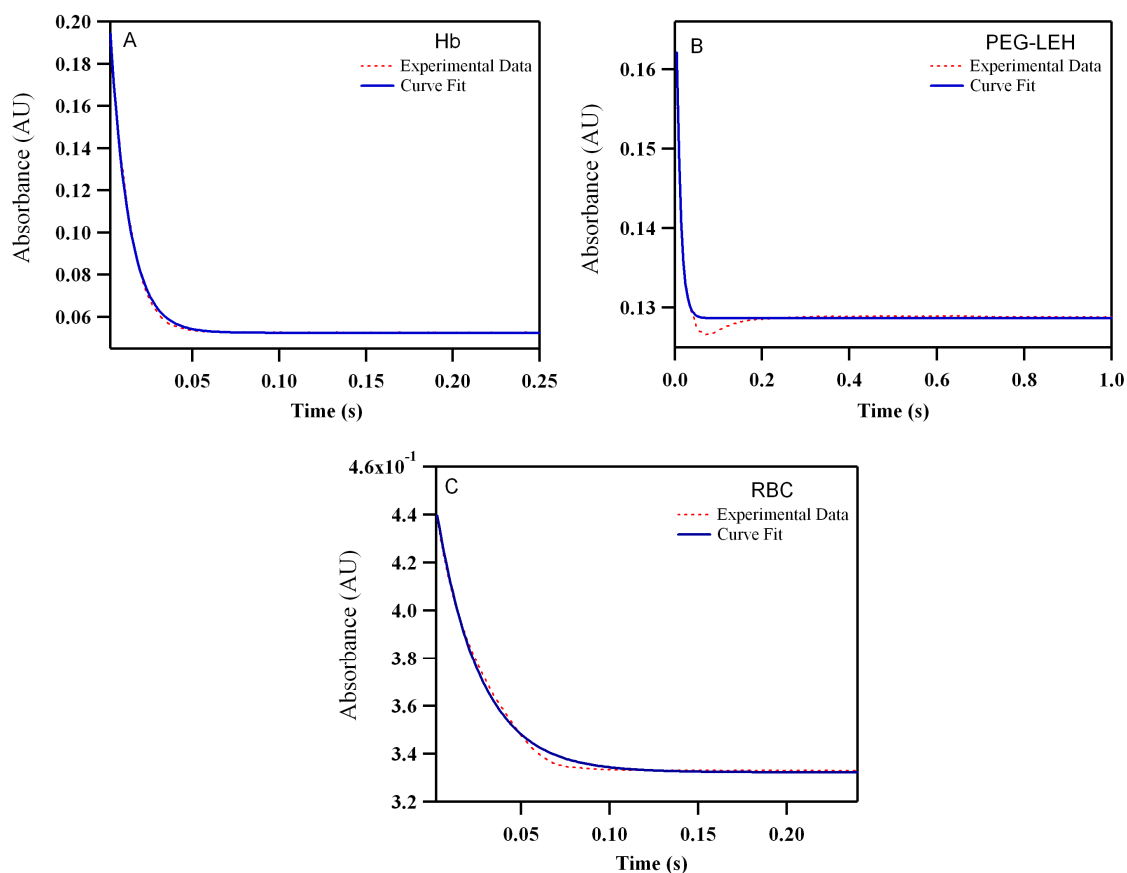 A
Hb
Experimental Data
Curve Fit
Absorbance (AU)
0.20
0.20
0.18
0.16
0.14
0.12
0.10
0.08
0.06
0.05
0.10
0.15
0.20
0.25
Time (s)
B
PEG-LEH
Experimental Data
Curve Fit
Absorbance (AU)
0.16
0.15
0.14
0.13
0.0
0.2
0.4
0.6
0.8
1.0
Time (s)
C
RBC
Experimental Data
Curve Fit
Absorbance (AU)
4.6x10⁻¹
4.4
4.2
4.0
3.8
3.6
3.4
3.2
0.05
0.10
0.15
0.20
Time (s)